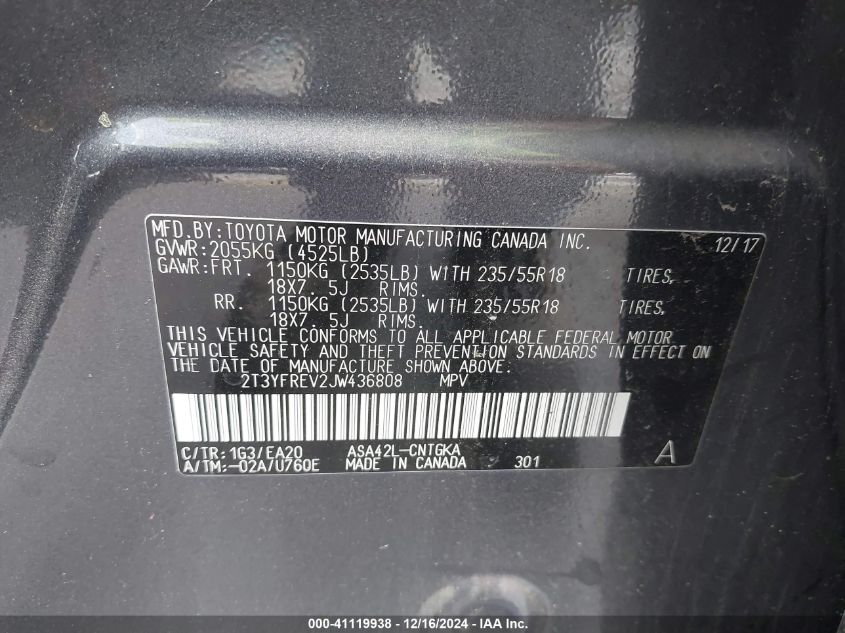 MFD.BY:TOYOTA MOTOR MANUFACTURING CANADA INC. 12/17
GVWR:2055KG (4525LB)
GAWR:FRT. 1150KG (2535LB) WITH 235/55R18 TIRES,
18X7. 5J RIMS.
RR. 1150KG (2535LB) WITH 235/55R18 TIRES,
18X7. 5J RIMS.
THIS VEHICLE CONFORMS TO ALL APPLICABLE FEDERAL MOTOR
VEHICLE SAFETY AND THEFT PREVENTION STANDARDS IN EFFECT ON
THE DATE OF MANUFACTURE SHOWN ABOVE.
2T3YFREV2JW436808 MPV
C/TR:1G3/EA20 ASA42L-CNTGKA
A/TM:-02A/U760E MADE IN CANADA 301 A
000-41119938 - 12/16/2024 - IAA Inc.